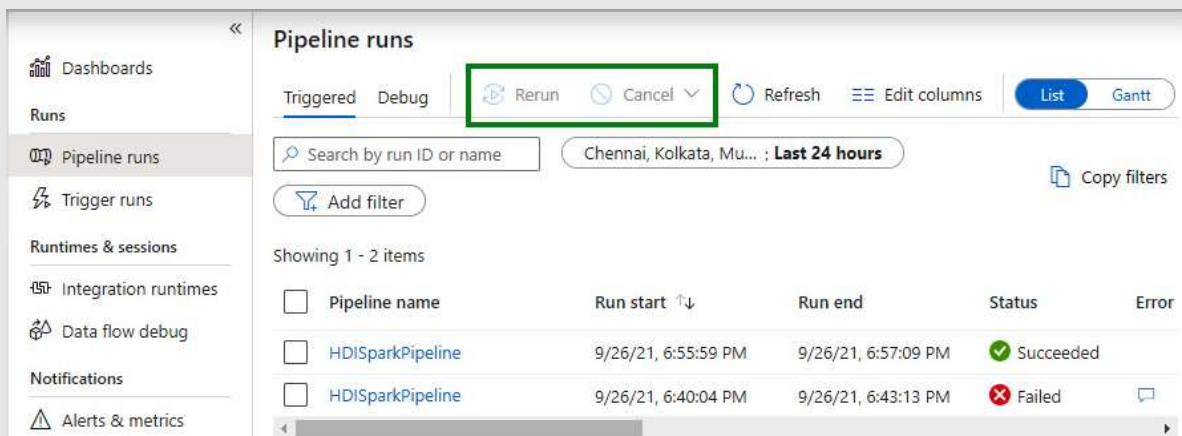 Dashboards
Runs
Pipeline runs
Trigger runs
Runtimes & sessions
Integration runtimes
Data flow debug
Notifications
Alerts & metrics
Pipeline runs
Triggered Debug Rerun Cancel Refresh Edit columns List Gantt
Search by run ID or name Chennai, Kolkata, Mu... : Last 24 hours
Copy filters
Add filter
Showing 1 - 2 items
Pipeline name Run start Run end Status Error
HDISparkPipeline 9/26/21, 6:55:59 PM 9/26/21, 6:57:09 PM Succeeded
HDISparkPipeline 9/26/21, 6:40:04 PM 9/26/21, 6:43:13 PM Failed